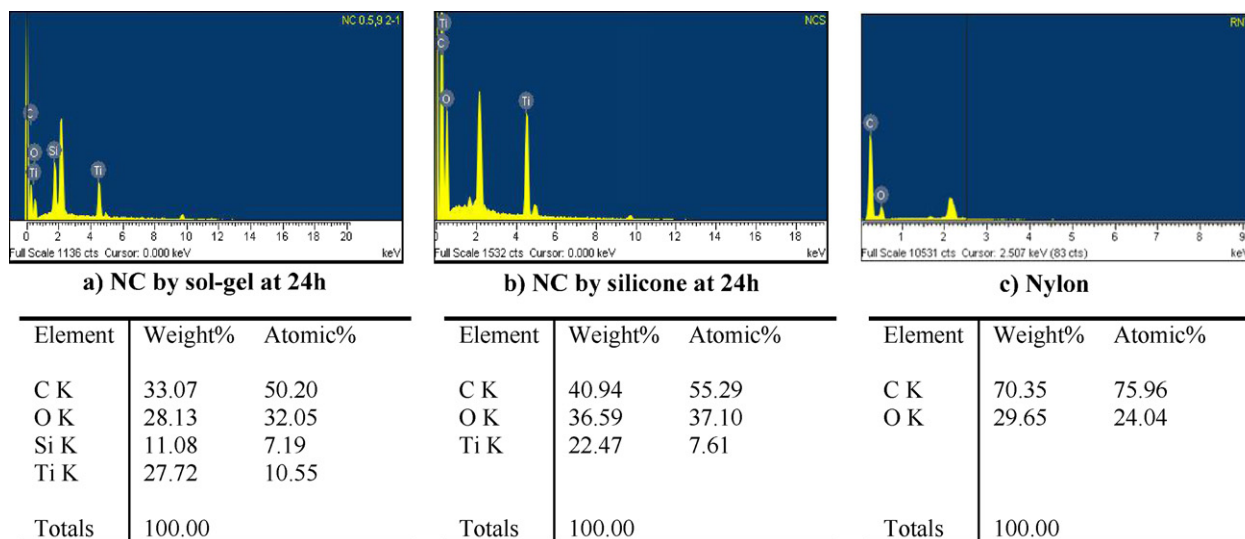 NC 0.5,9 2-1
C
O
Ti
Si
Ti
0 2 4 6 8 10 12 14 16 18 20
Full Scale 1136 cts Cursor: 0.000 keV keV
a) NC by sol-gel at 24h
Element Weight% Atomic%
C K 33.07 50.20
O K 28.13 32.05
Si K 11.08 7.19
Ti K 27.72 10.55
Totals 100.00
NCS
Ti
C
O
Ti
0 2 4 6 8 10 12 14 16 18
Full Scale 1532 cts Cursor: 0.000 keV keV
b) NC by silicone at 24h
Element Weight% Atomic%
C K 40.94 55.29
O K 36.59 37.10
Ti K 22.47 7.61
Totals 100.00
C
O
1 2 3 4 5 6 7 8 9
Full Scale 10531 cts Cursor: 2.507 keV (83 cts)
c) Nylon
Element Weight% Atomic%
C K 70.35 75.96
O K 29.65 24.04
Totals 100.00